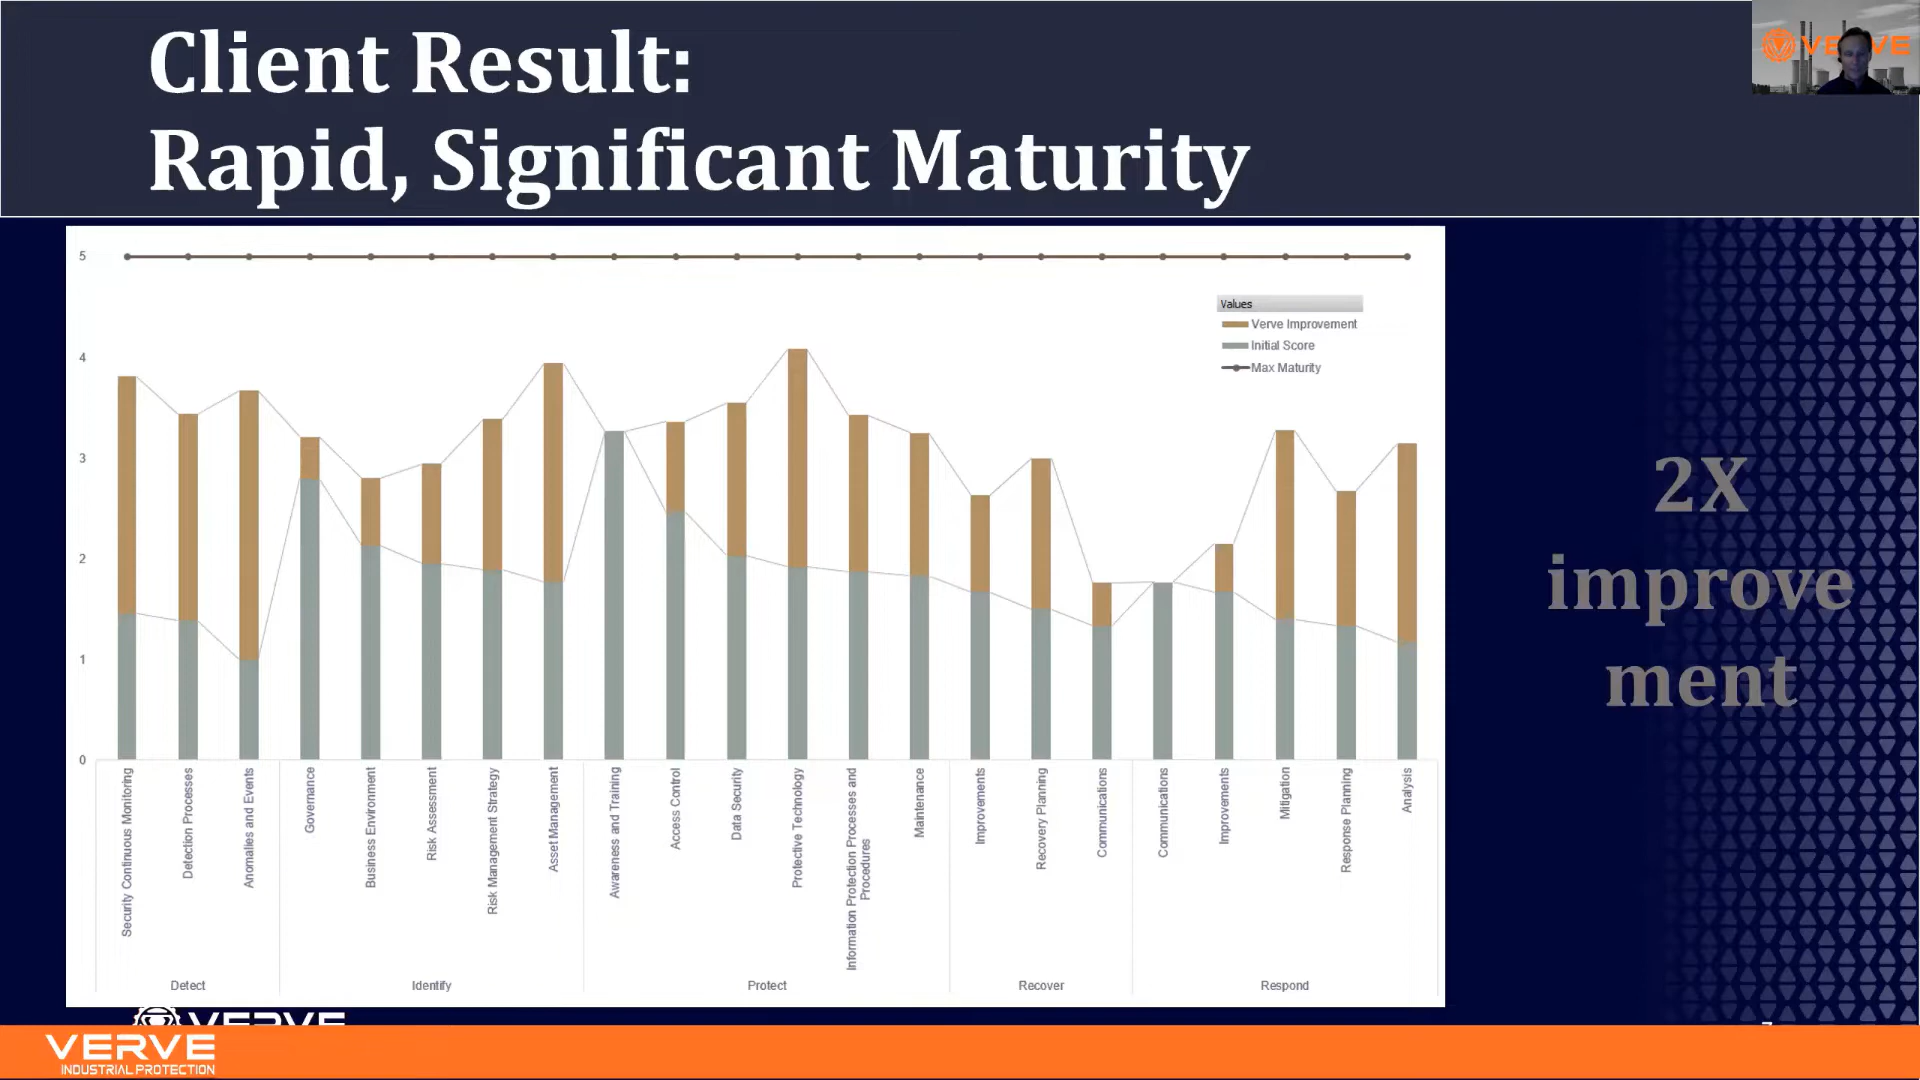 Client Result:
Rapid, Significant Maturity
VERVE
5
4
3
2
1
0
Values
Verve Improvement
Initial Score
Max Maturity
Security Continuous Monitoring
Detection Processes
Anomalies and Events
Governance
Business Environment
Risk Assessment
Risk Management Strategy
Asset Management
Awareness and Training
Access Control
Data Security
Protective Technology
Information Protection Processes and
Procedures
Maintenance
Improvements
Recovery Planning
Communications
Communications
Improvements
Mitigation
Response Planning
Analysis
Detect
Identify
Protect
Recover
Respond
2X
improve
ment
VERVE
VERVE
INDUSTRIAL PROTECTION